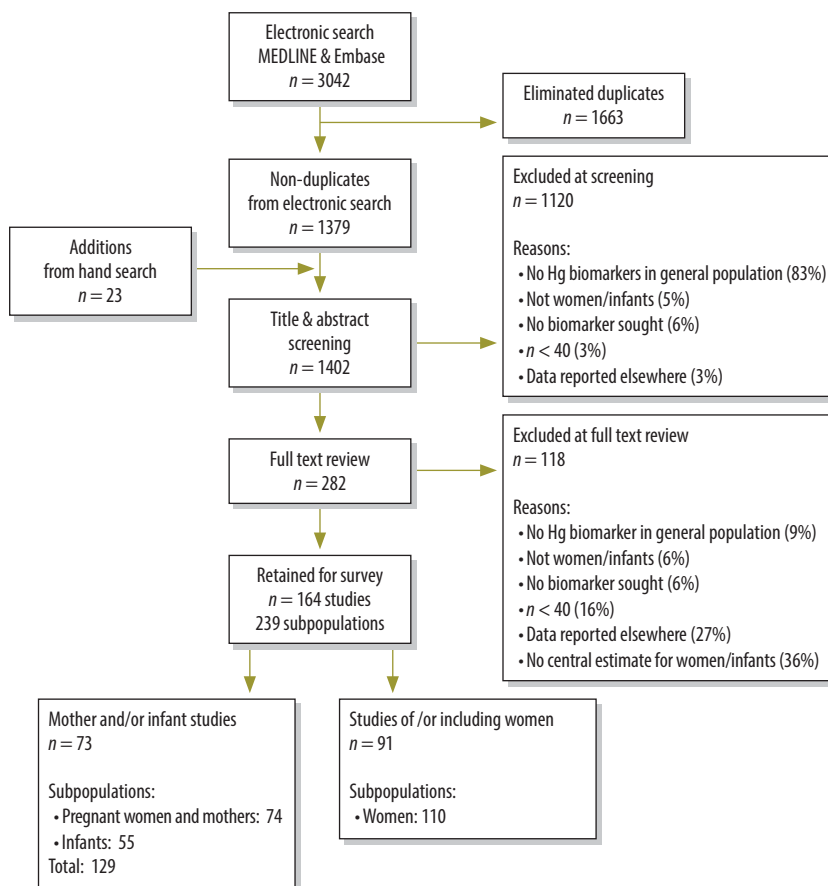 Electronic search
MEDLINE & Embase
n = 3042
Eliminated duplicates
n = 1663
Non-duplicates
from electronic search
n = 1379
Additions
from hand search
n = 23
Title & abstract
screening
n = 1402
Excluded at screening
n = 1120
Reasons:
• No Hg biomarkers in general population (83%)
• Not women/infants (5%)
• No biomarker sought (6%)
• n < 40 (3%)
• Data reported elsewhere (3%)
Full text review
n = 282
Excluded at full text review
n = 118
Reasons:
• No Hg biomarker in general population (9%)
• Not women/infants (6%)
• No biomarker sought (6%)
• n < 40 (16%)
• Data reported elsewhere (27%)
• No central estimate for women/infants (36%)
Retained for survey
n = 164 studies
239 subpopulations
Mother and/or infant studies
n = 73
Subpopulations:
• Pregnant women and mothers: 74
• Infants: 55
Total: 129
Studies of /or including women
n = 91
Subpopulations:
• Women: 110